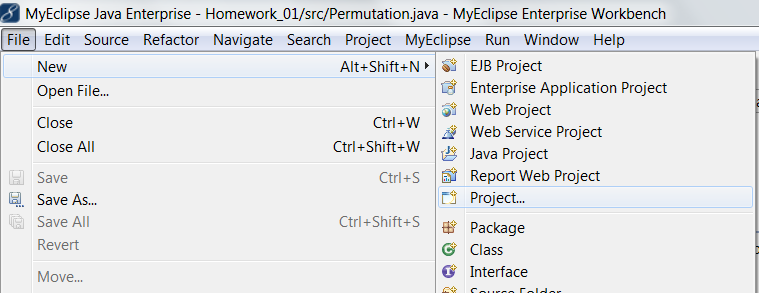 MyEclipse Java Enterprise - Homework_01/src/Permutation.java - MyEclipse Enterprise Workbench
File Edit Source Refactor Navigate Search Project MyEclipse Run Window Help
New Alt+Shift+N
Open File...
Close Ctrl+W
Close All Ctrl+Shift+W
Save Ctrl+S
Save As...
Save All Ctrl+Shift+S
Revert
Move...
EJB Project
Enterprise Application Project
Web Project
Web Service Project
Java Project
Report Web Project
Project...
Package
Class
Interface
Source Folder